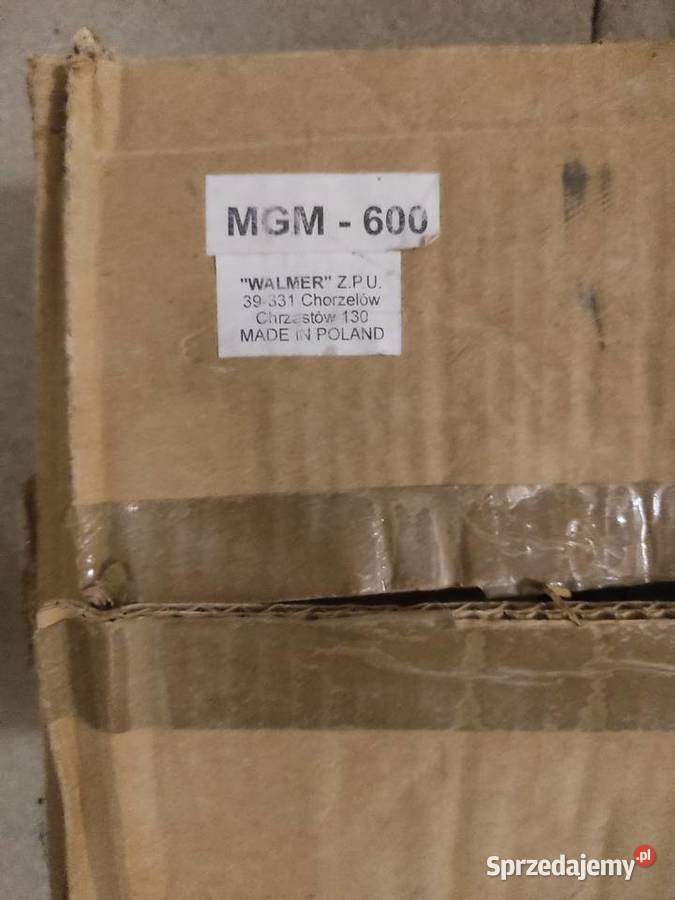 MGM - 600
"WALMER" Z.P.U.
39-331 Chorzelów
Chrząstów 130
MADE IN POLAND
Sprzedajemy.pl